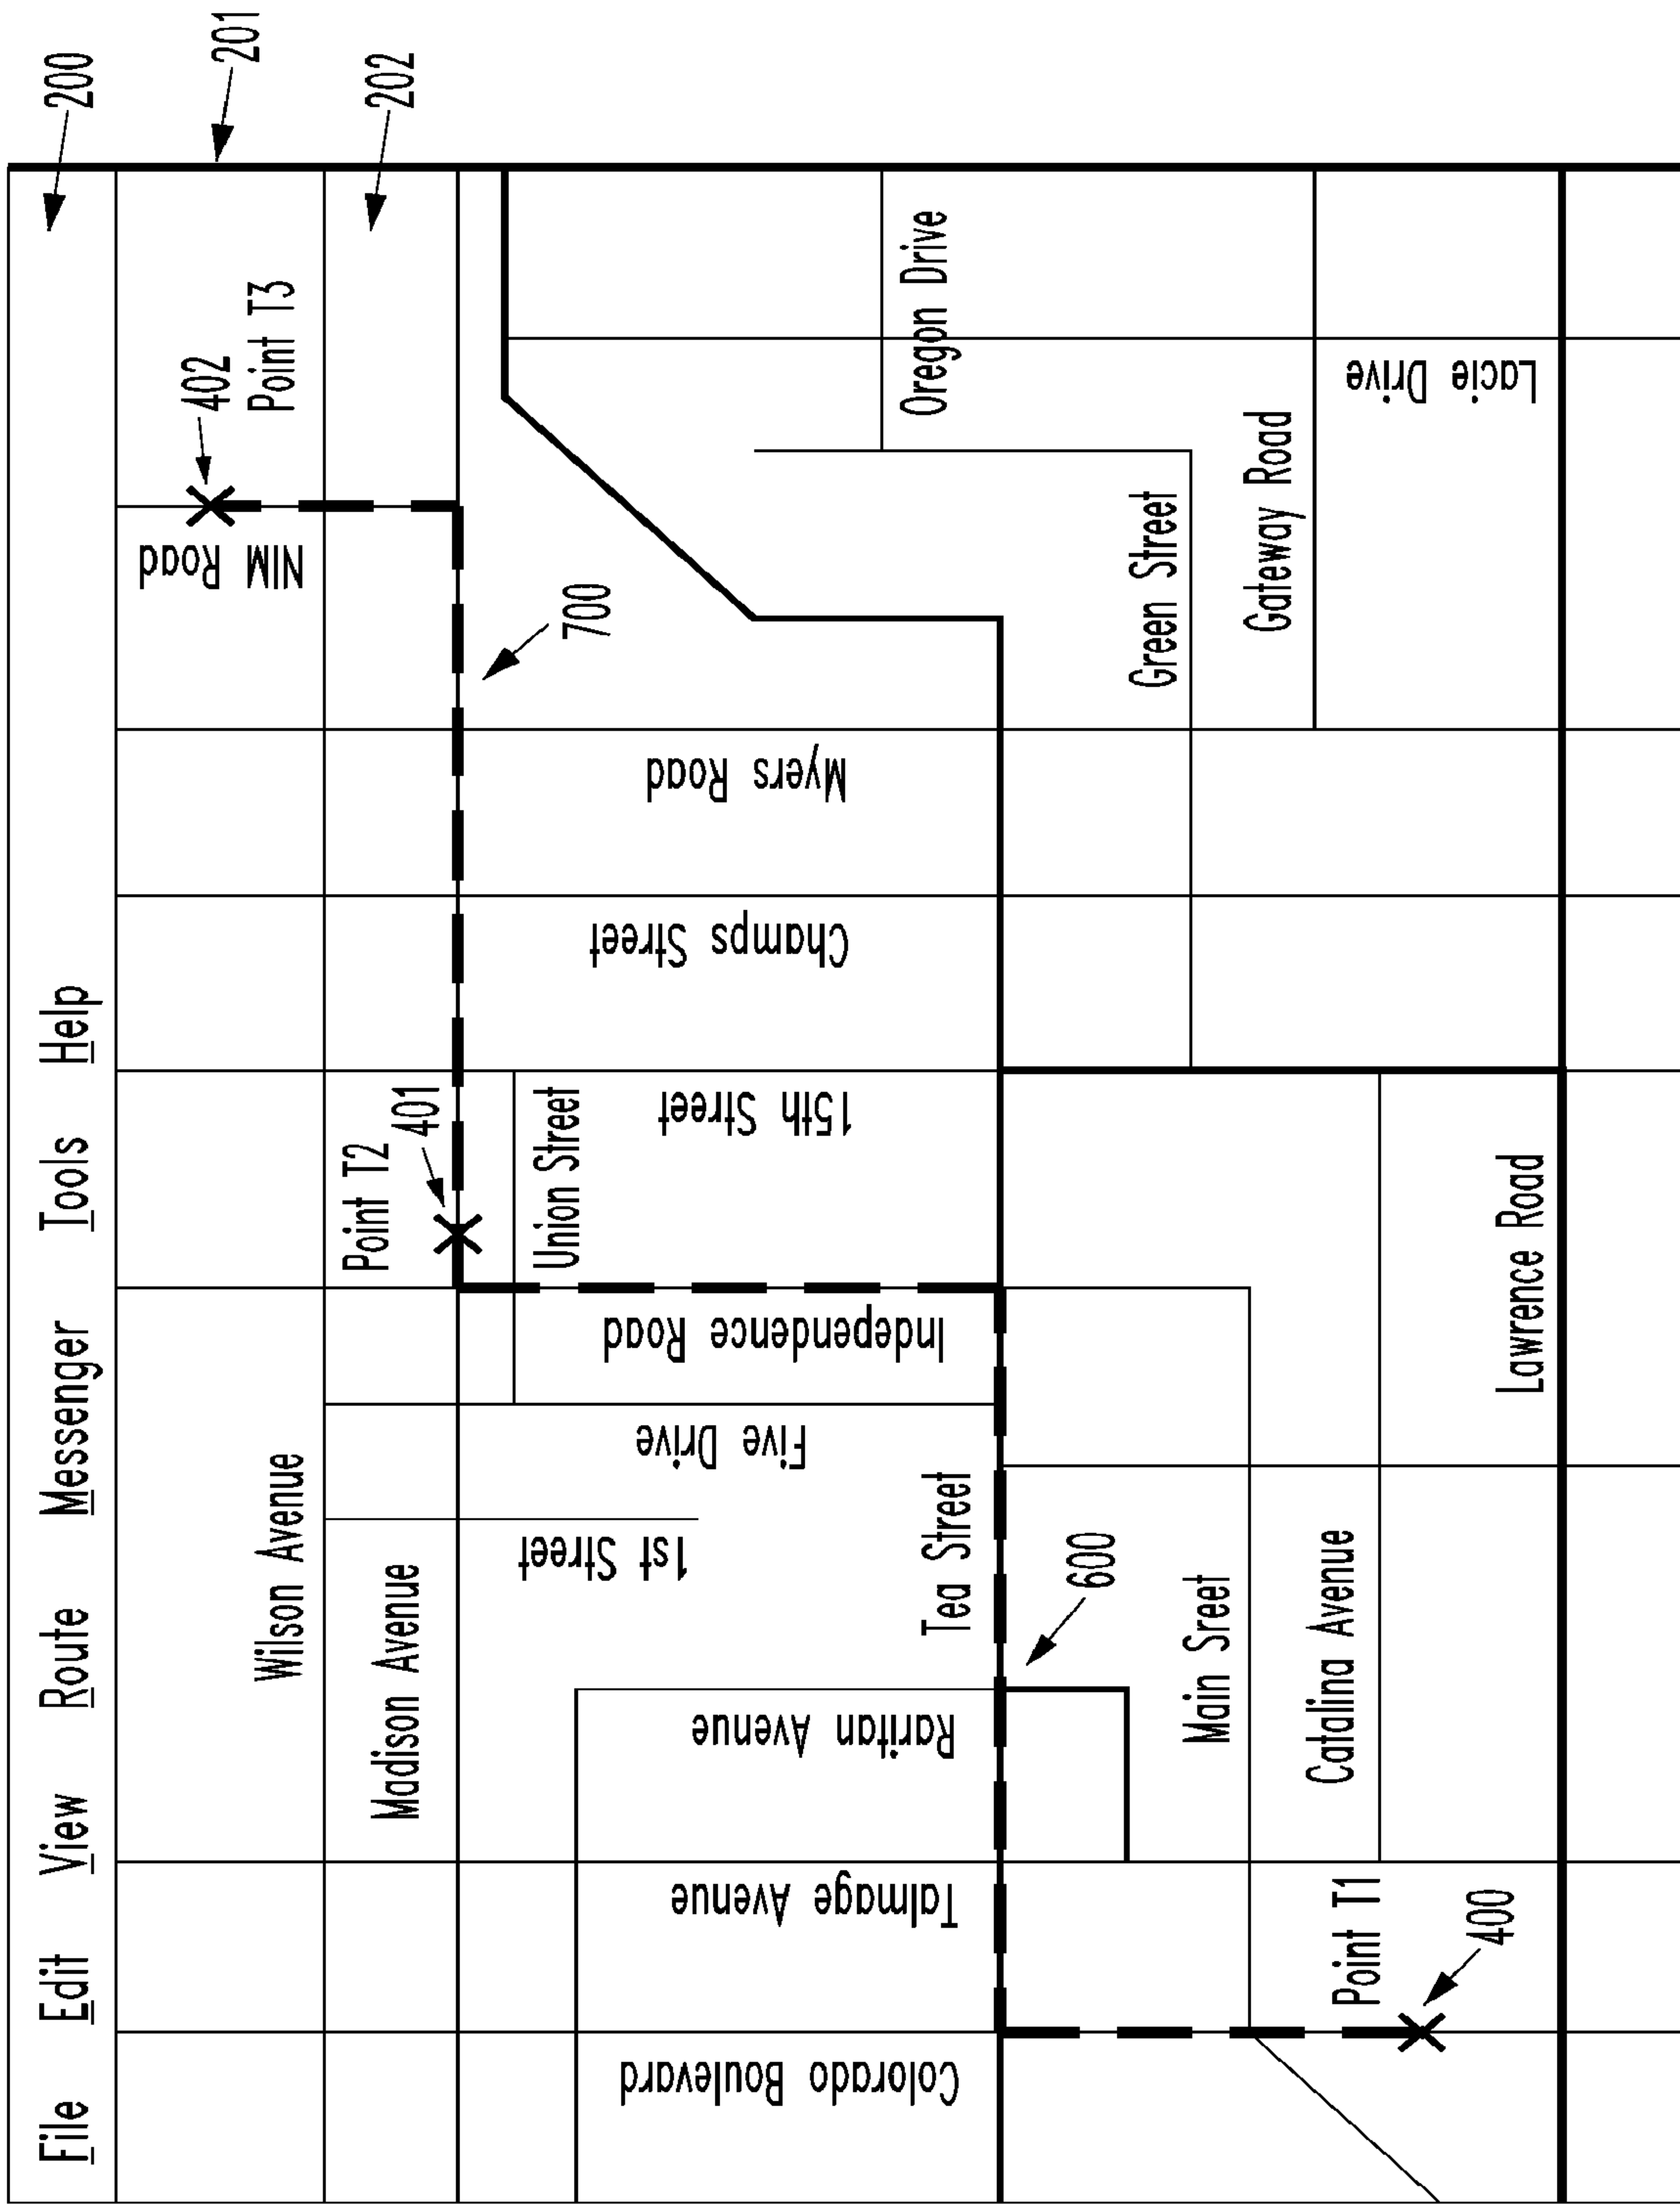 File Edit View Route Messenger Tools Help
200
201
202
Wilson Avenue
NIM Road
402
Point T3
Madison Avenue
Point T2
401
700
Union Street
1st Street
Five Drive
Independence Road
15th Street
Champs Street
Myers Road
Colorado Boulevard
Talmage Avenue
Raritan Avenue
Tea Street
Oregon Drive
600
Green Street
Main Sreet
Gateway Road
Catalina Avenue
Point T1
400
Lacie Drive
Lawrence Road